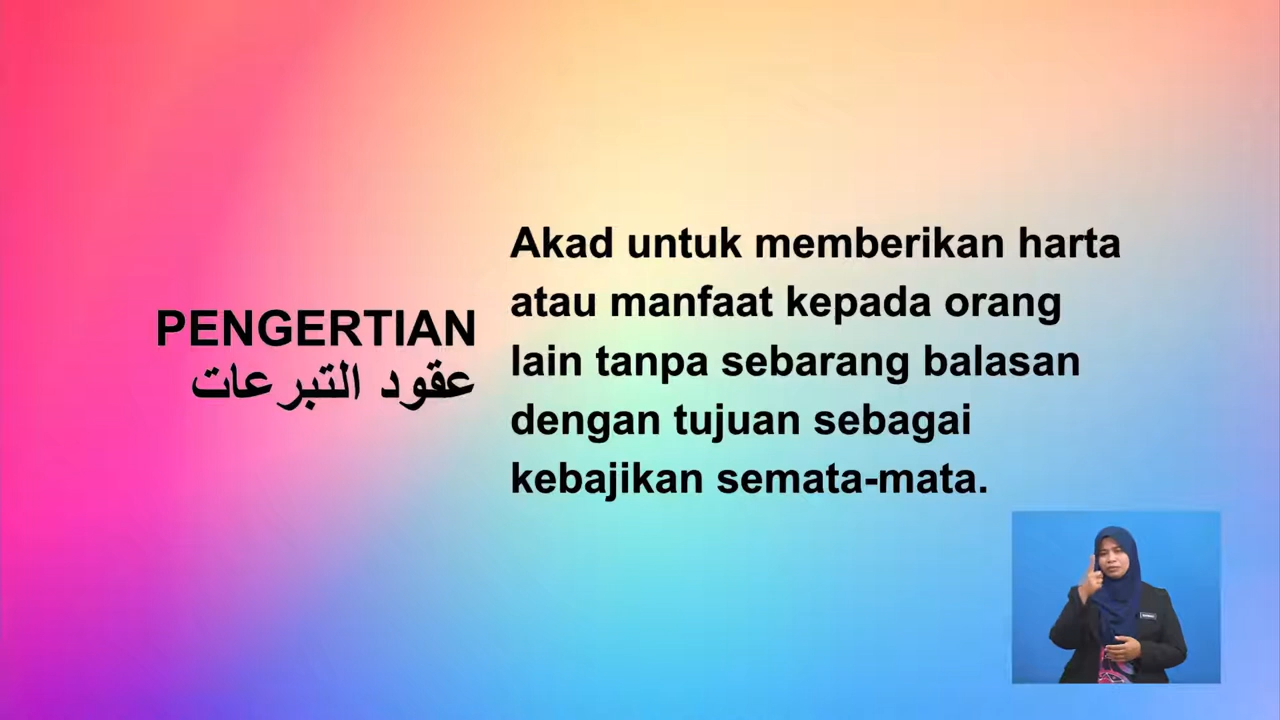 PENGERTIAN
عقود التبرعات
Akad untuk memberikan harta
atau manfaat kepada orang
lain tanpa sebarang balasan
dengan tujuan sebagai
kebajikan semata-mata.